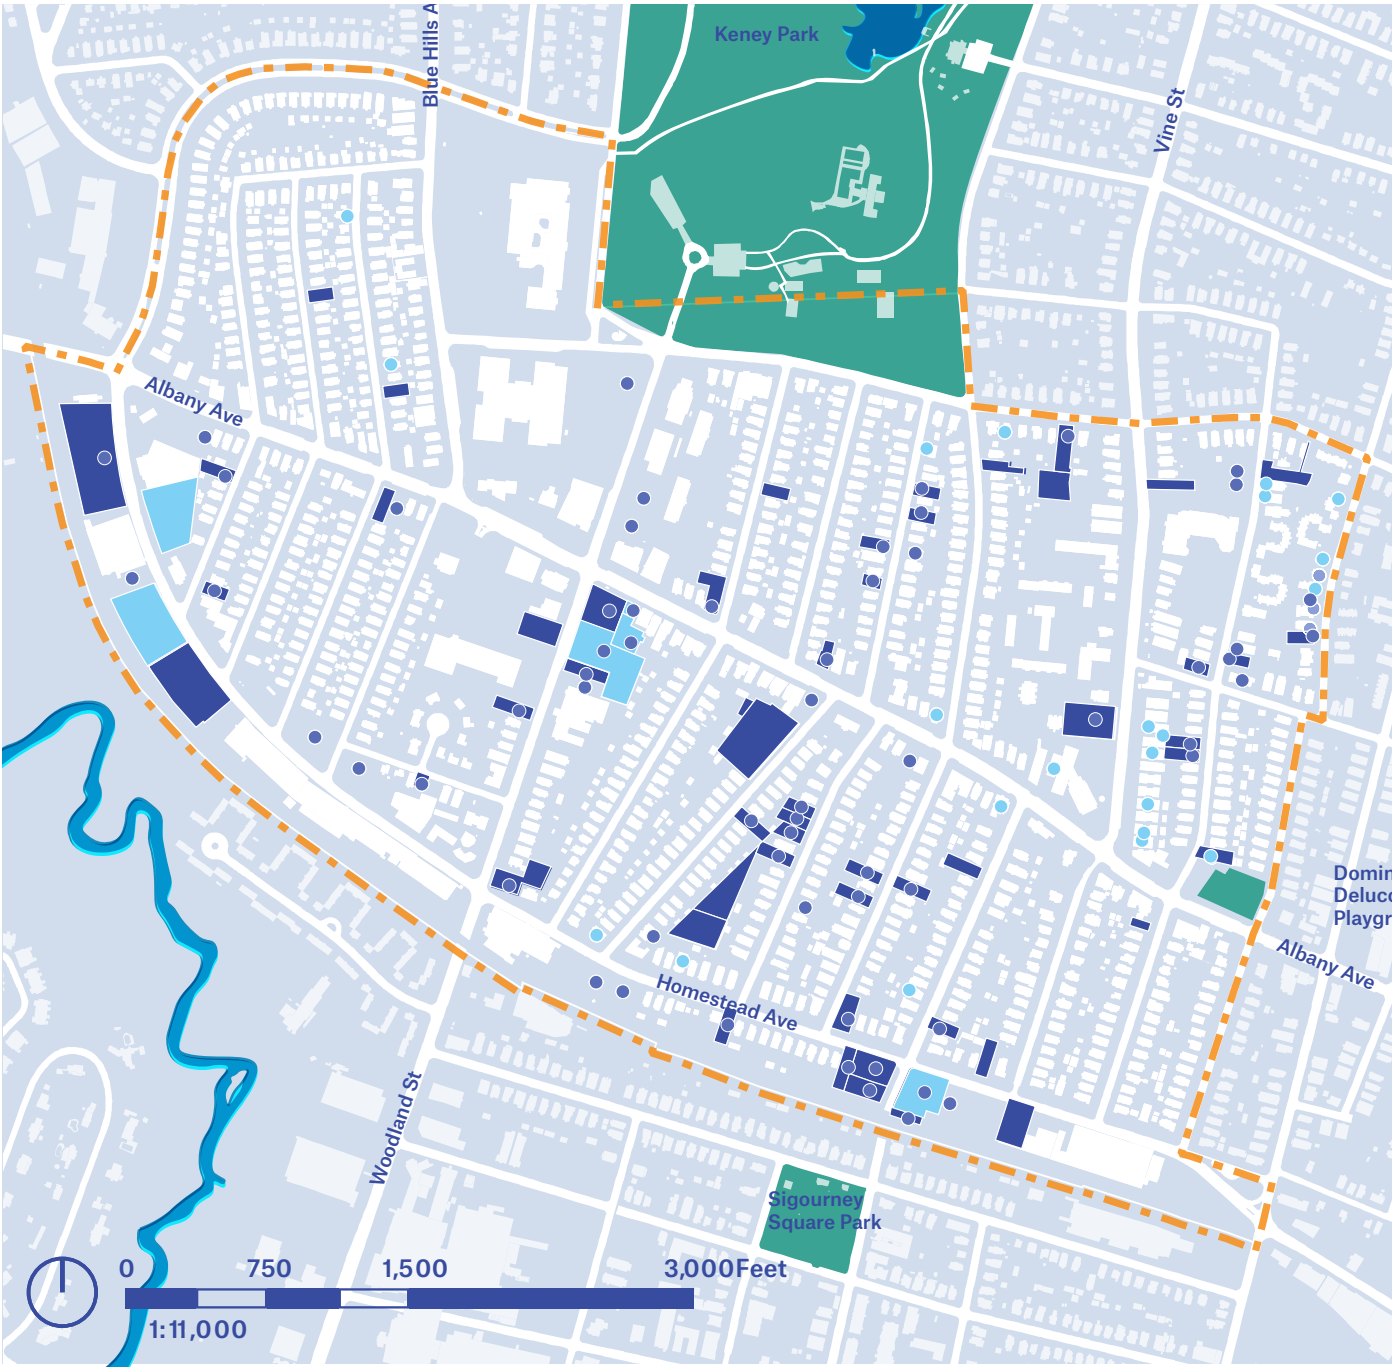 Keney Park
Blue Hills A
Vine St
Albany Ave
Domin
Deluco
Playgr
Albany Ave
Homestead Ave
Woodland St
Sigourney
Square Park
0 750 1,500 3,000Feet
1:11,000